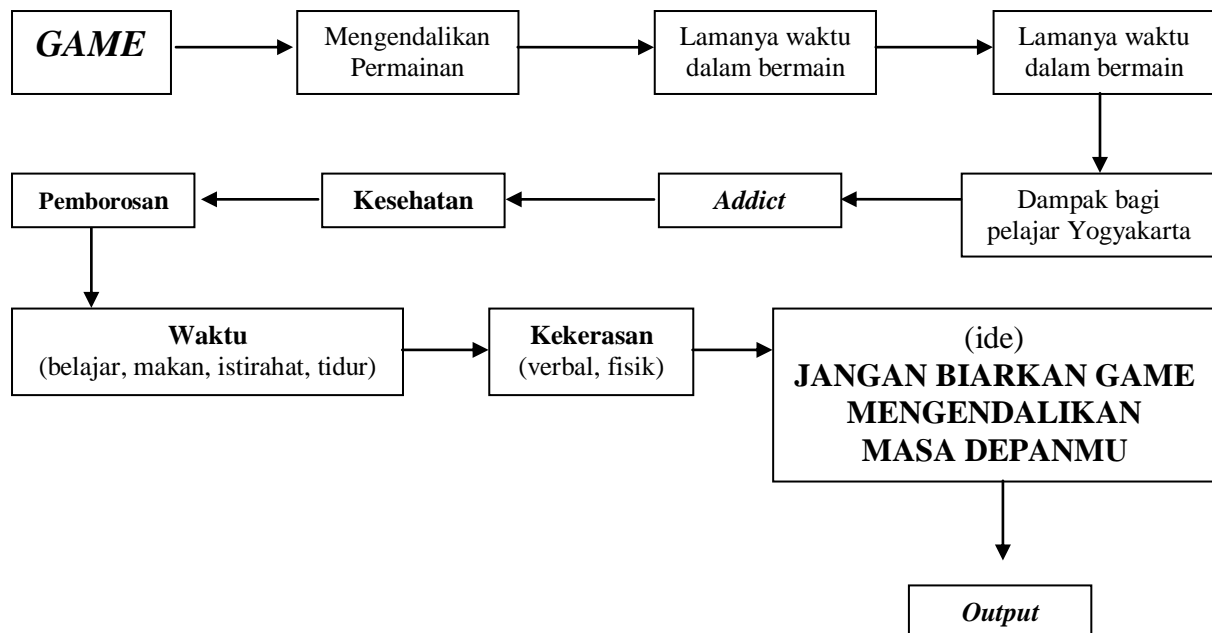 GAME
Mengendalikan
Permainan
Lamanya waktu
dalam bermain
Lamanya waktu
dalam bermain
Dampak bagi
pelajar Yogyakarta
Addict
Kesehatan
Pemborosan
Waktu
(belajar, makan, istirahat, tidur)
Kekerasan
(verbal, fisik)
(ide)
JANGAN BIARKAN GAME
MENGENDALIKAN
MASA DEPANMU
Output